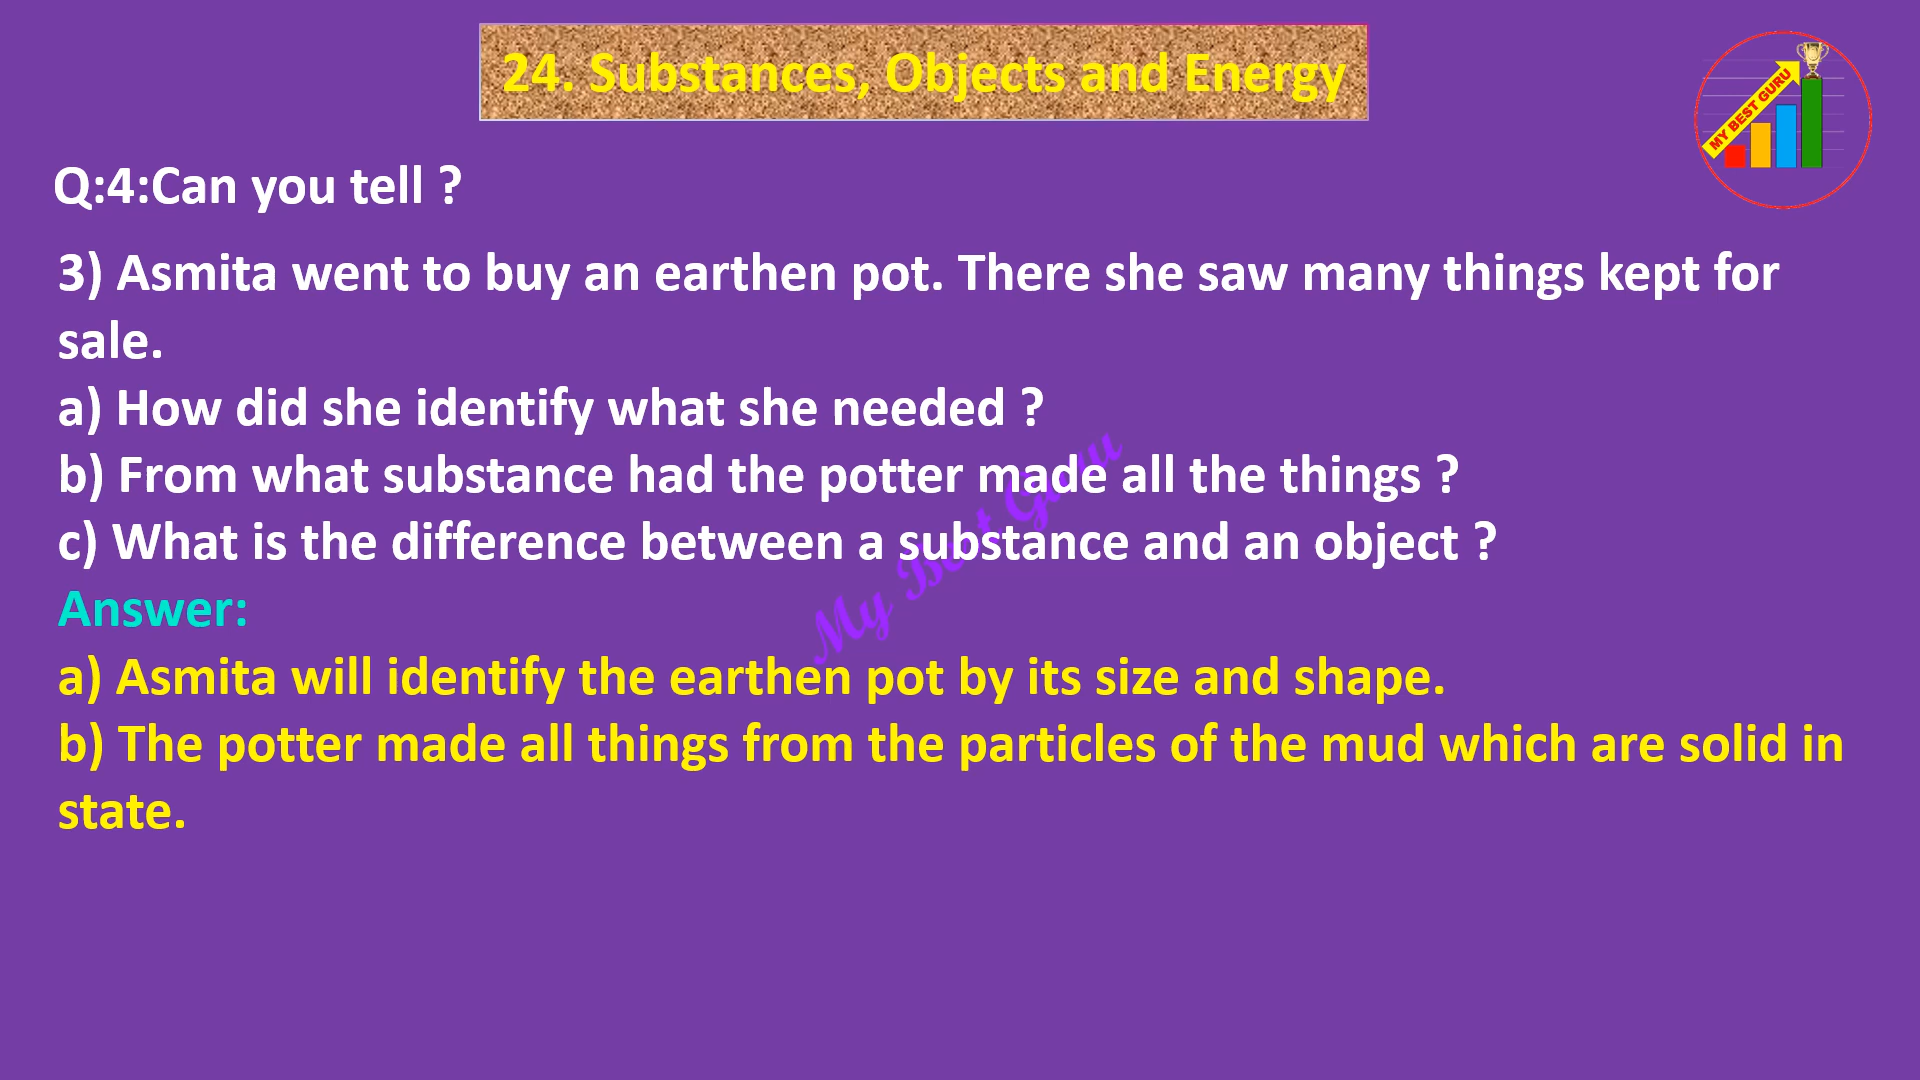 24. Substances, Objects and Energy
MY BEST GURU
Q:4:Can you tell ?
3) Asmita went to buy an earthen pot. There she saw many things kept for
sale.
a) How did she identify what she needed ?
b) From what substance had the potter made all the things ?
c) What is the difference between a substance and an object ?
My Best Guru
Answer:
a) Asmita will identify the earthen pot by its size and shape.
b) The potter made all things from the particles of the mud which are solid in
state.